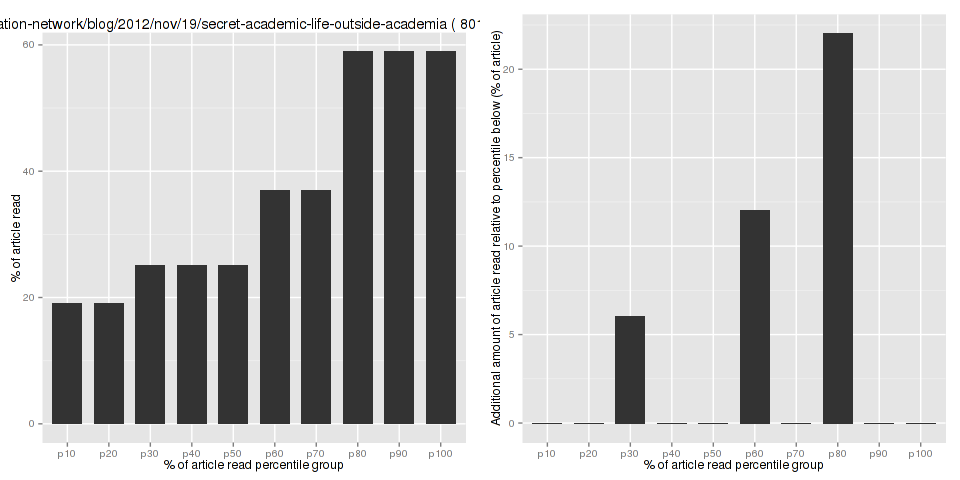 ation-network/blog/2012/nov/19/secret-academic-life-outside-academia ( 801
% of article read
60
40
20
0
p10 p20 p30 p40 p50 p60 p70 p80 p90 p100
% of article read percentile group
Additional amount of article read relative to percentile below (% of article)
20
15
10
5
0
p10 p20 p30 p40 p50 p60 p70 p80 p90 p100
% of article read percentile group